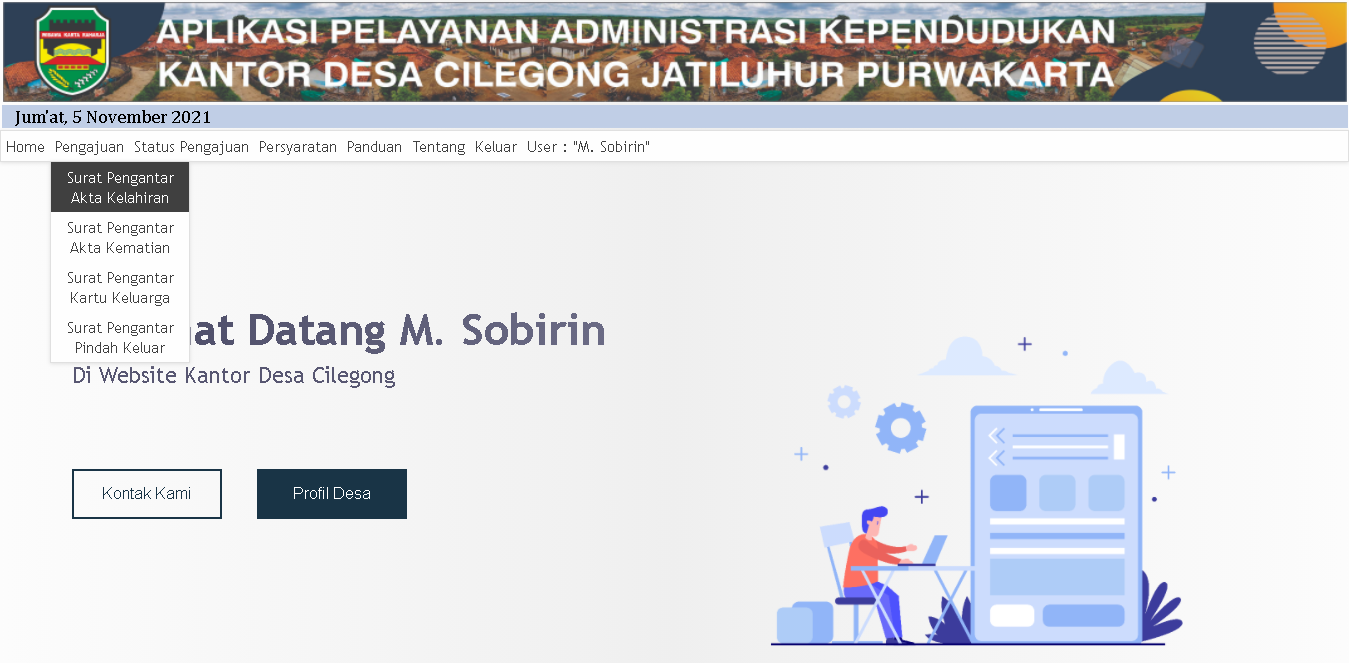 APLIKASI PELAYANAN ADMINISTRASI KEPENDUDUKAN
KANTOR DESA CILEGONG JATILUHUR PURWAKARTA
Jum'at, 5 November 2021
Home Pengajuan Status Pengajuan Persyaratan Panduan Tentang Keluar User : "M. Sobirin"
Surat Pengantar
Akta Kelahiran
Surat Pengantar
Akta Kematian
Surat Pengantar
Kartu Keluarga
Surat Pengantar
Pindah Keluar
Datang M. Sobirin
Di Website Kantor Desa Cilegong
Kontak Kami
Profil Desa